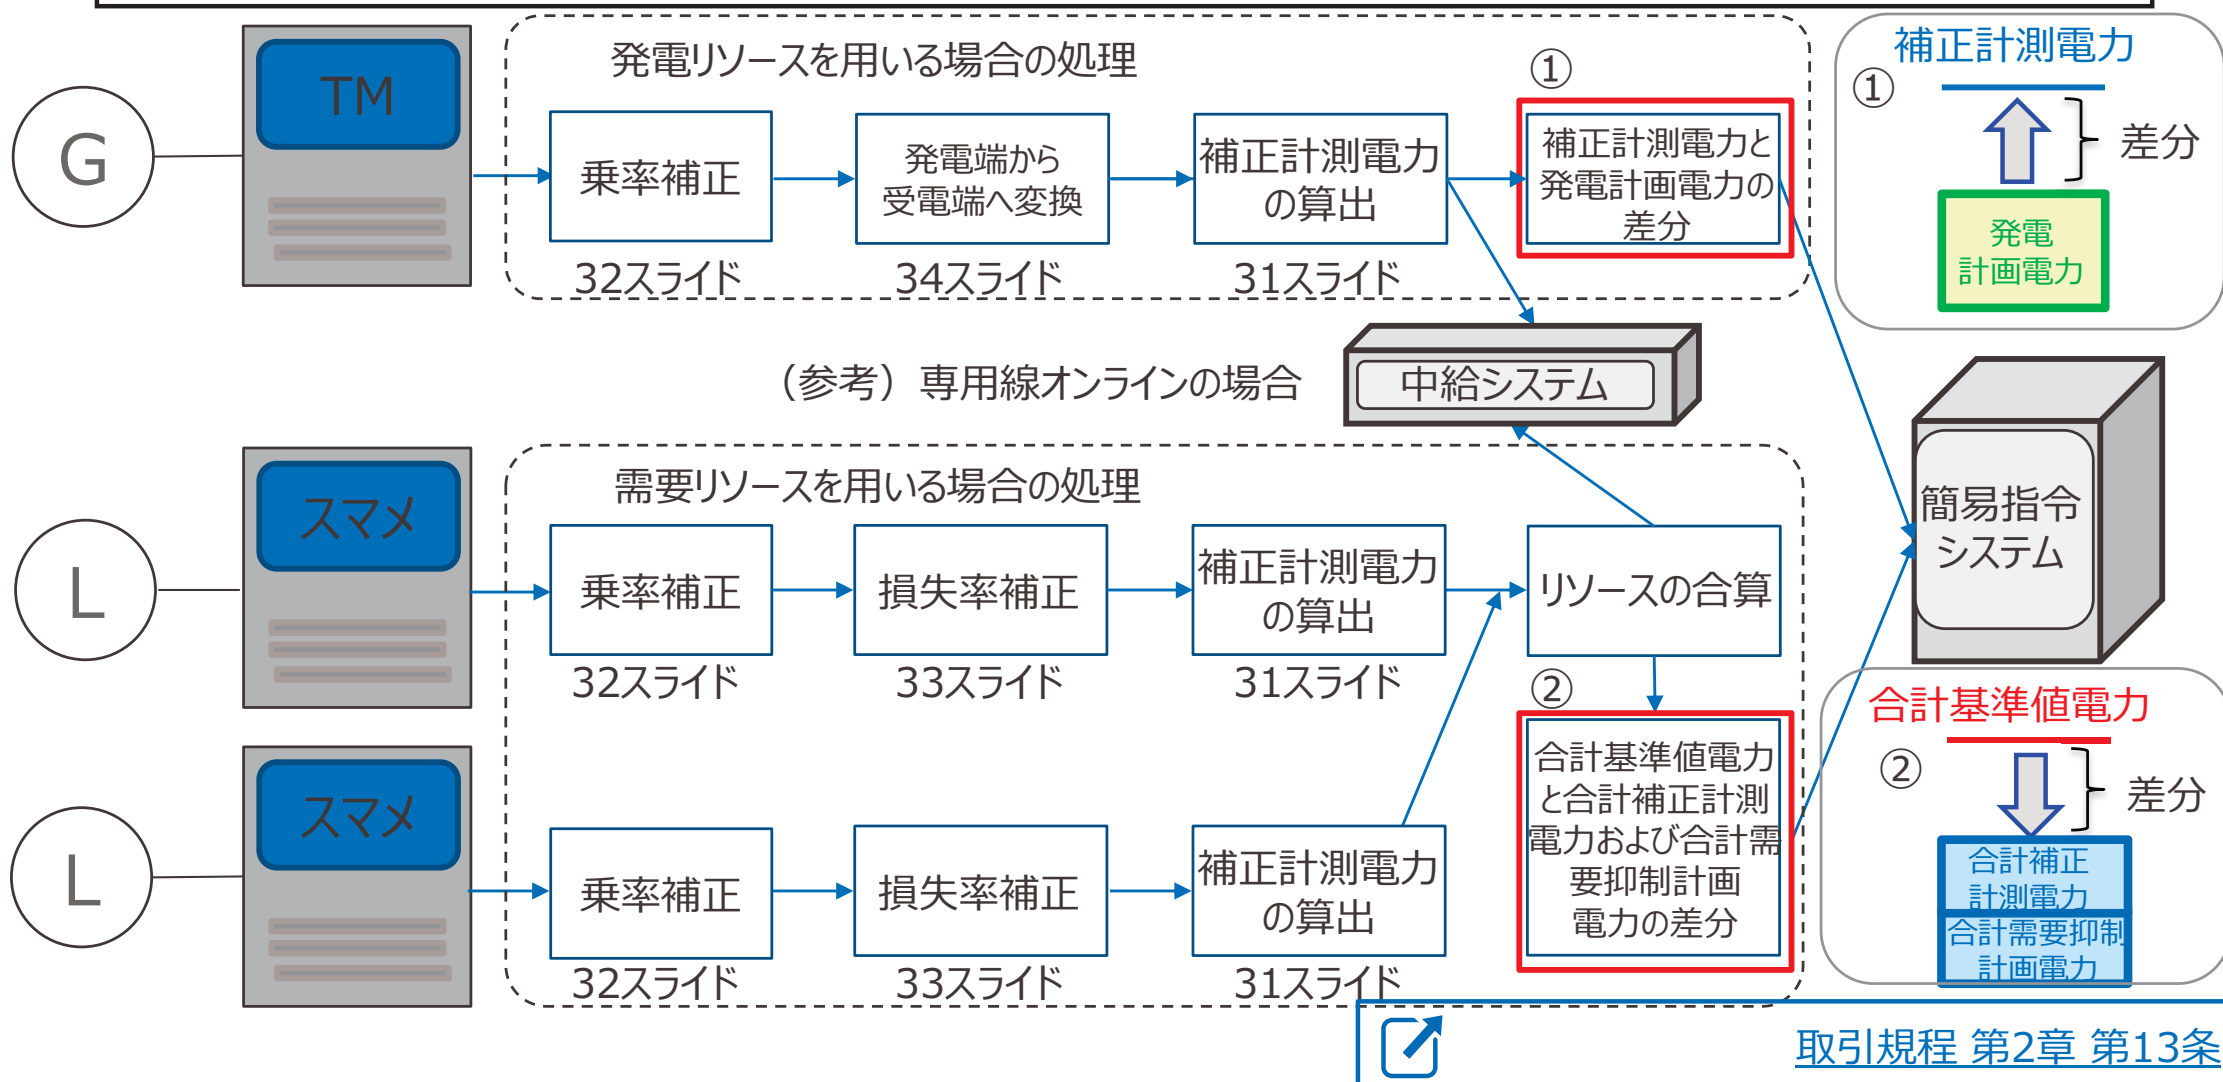 発電リソースを用いる場合の処理
①
G
TM
乗率補正
32スライド
発電端から
受電端へ変換
34スライド
補正計測電力
の算出
31スライド
補正計測電力と
発電計画電力の
差分
補正計測電力
①
差分
発電
計画電力
（参考）専用線オンラインの場合
中給システム
簡易指令
システム
需要リソースを用いる場合の処理
L
スマメ
乗率補正
32スライド
損失率補正
33スライド
補正計測電力
の算出
31スライド
リソースの合算
②
L
スマメ
乗率補正
32スライド
損失率補正
33スライド
補正計測電力
の算出
31スライド
合計基準値電力
と合計補正計測
電力および合計需
要抑制計画
電力の差分
合計基準値電力
②
差分
合計補正
計測電力
合計需要抑制
計画電力
取引規程 第2章 第13条